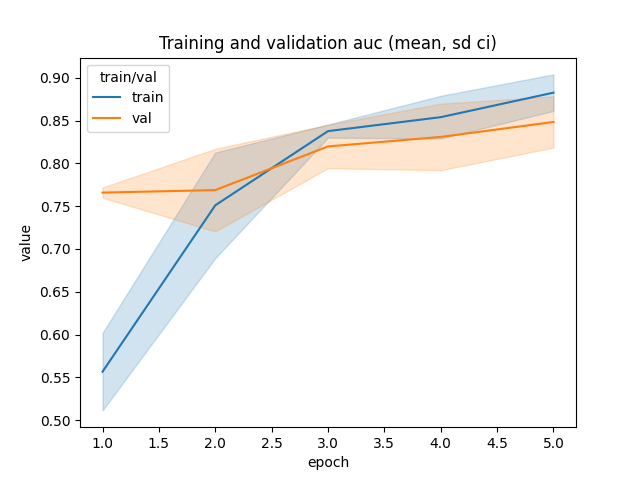 Training and validation auc (mean, sd ci)
train/val
train
val
value
0.90
0.85
0.80
0.75
0.70
0.65
0.60
0.55
0.50
1.0 1.5 2.0 2.5 3.0 3.5 4.0 4.5 5.0
epoch